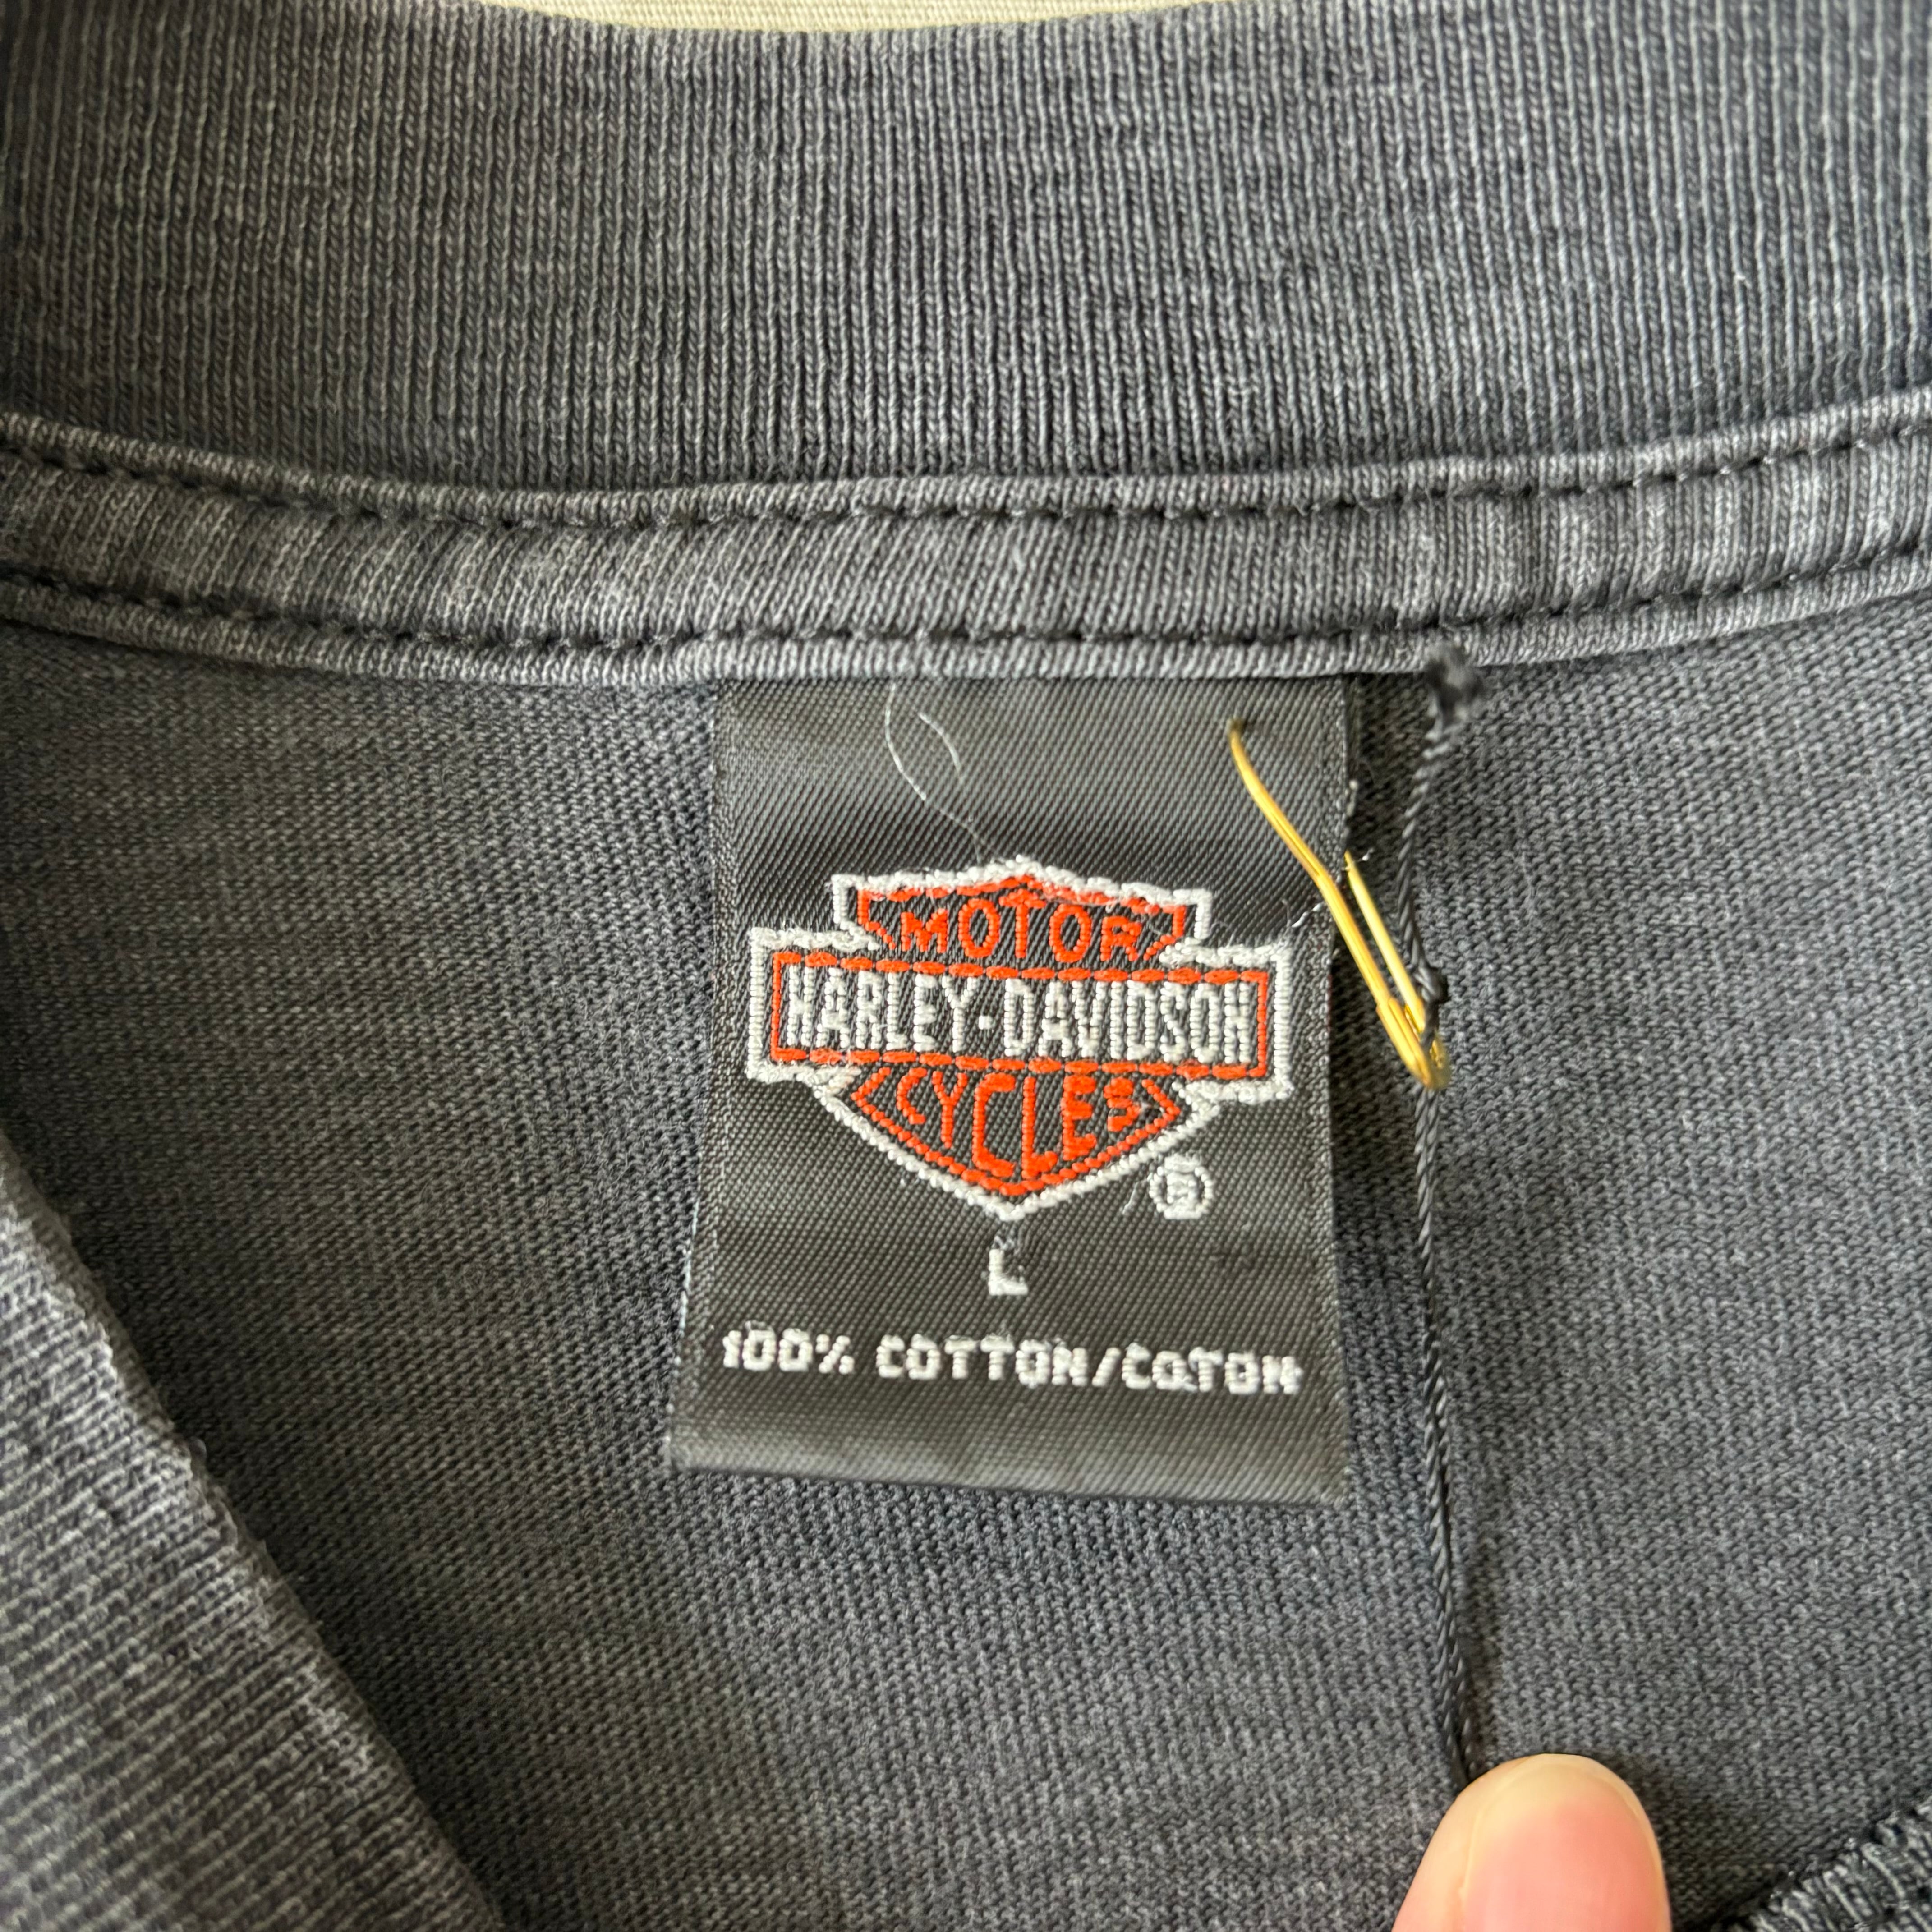 MOTOR
HARLEY-DAVIDSON
CYCLES
®
L
100% COTTON/COTON